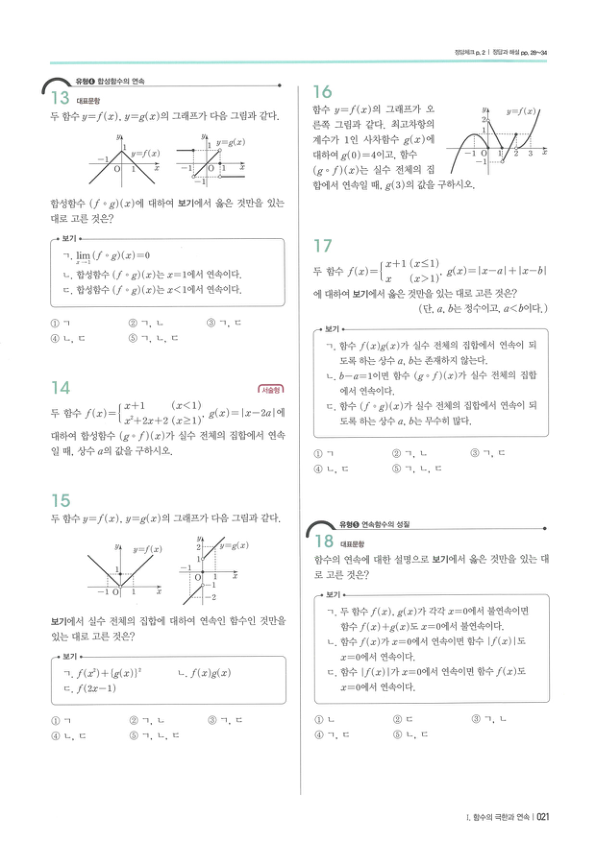 정답체크 p. 2 | 정답과 해설 pp. 28~34
유형❹ 합성함수의 연속
13 대표문항
두 함수 y=f(x), y=g(x)의 그래프가 다음 그림과 같다.
y
1
y=f(x)
-1 O 1 x
y
1
y=g(x)
-1 O 1 x
-1
합성함수 (f∘g)(x)에 대하여 보기에서 옳은 것만을 있는
대로 고른 것은?
보기
ㄱ. lim x→1 (f∘g)(x)=0
ㄴ. 합성함수 (f∘g)(x)는 x=1에서 연속이다.
ㄷ. 합성함수 (f∘g)(x)는 x<1에서 연속이다.
① ㄱ ② ㄱ, ㄴ ③ ㄱ, ㄷ
④ ㄴ, ㄷ ⑤ ㄱ, ㄴ, ㄷ
14 서술형
두 함수 f(x)={x+1 (x<1)
x²+2x+2 (x≥1), g(x)=|x-2a|에
대하여 합성함수 (g∘f)(x)가 실수 전체의 집합에서 연속
일 때, 상수 a의 값을 구하시오.
15
두 함수 y=f(x), y=g(x)의 그래프가 다음 그림과 같다.
y
y=f(x)
1
-1 O 1 x
y
2
y=g(x)
1
-1 O 1 x
-1
-2
보기에서 실수 전체의 집합에 대하여 연속인 함수인 것만을
있는 대로 고른 것은?
보기
ㄱ. f(x²)+{g(x)}² ㄴ. f(x)g(x)
ㄷ. f(2x-1)
① ㄱ ② ㄱ, ㄴ ③ ㄱ, ㄷ
④ ㄴ, ㄷ ⑤ ㄱ, ㄴ, ㄷ
16
함수 y=f(x)의 그래프가 오
른쪽 그림과 같다. 최고차항의
계수가 1인 사차함수 g(x)에
대하여 g(0)=4이고, 함수
(g∘f)(x)는 실수 전체의 집
합에서 연속일 때, g(3)의 값을 구하시오.
y
y=f(x)
2
1
-1 O 1 2 3 x
-1
17
두 함수 f(x)={x+1 (x≤1)
x (x>1), g(x)=|x-a|+|x-b|
에 대하여 보기에서 옳은 것만을 있는 대로 고른 것은?
(단, a, b는 정수이고, a<b이다.)
보기
ㄱ. 함수 f(x)g(x)가 실수 전체의 집합에서 연속이 되
도록 하는 상수 a, b는 존재하지 않는다.
ㄴ. b-a=1이면 함수 (g∘f)(x)가 실수 전체의 집합
에서 연속이다.
ㄷ. 함수 (f∘g)(x)가 실수 전체의 집합에서 연속이 되
도록 하는 상수 a, b는 무수히 많다.
① ㄱ ② ㄱ, ㄴ ③ ㄱ, ㄷ
④ ㄴ, ㄷ ⑤ ㄱ, ㄴ, ㄷ
유형❺ 연속함수의 성질
18 대표문항
함수의 연속에 대한 설명으로 보기에서 옳은 것만을 있는 대
로 고른 것은?
보기
ㄱ. 두 함수 f(x), g(x)가 각각 x=0에서 불연속이면
함수 f(x)+g(x)도 x=0에서 불연속이다.
ㄴ. 함수 f(x)가 x=0에서 연속이면 함수 |f(x)|도
x=0에서 연속이다.
ㄷ. 함수 |f(x)|가 x=0에서 연속이면 함수 f(x)도
x=0에서 연속이다.
① ㄴ ② ㄷ ③ ㄱ, ㄴ
④ ㄱ, ㄷ ⑤ ㄴ, ㄷ
Ⅰ. 함수의 극한과 연속 | 021